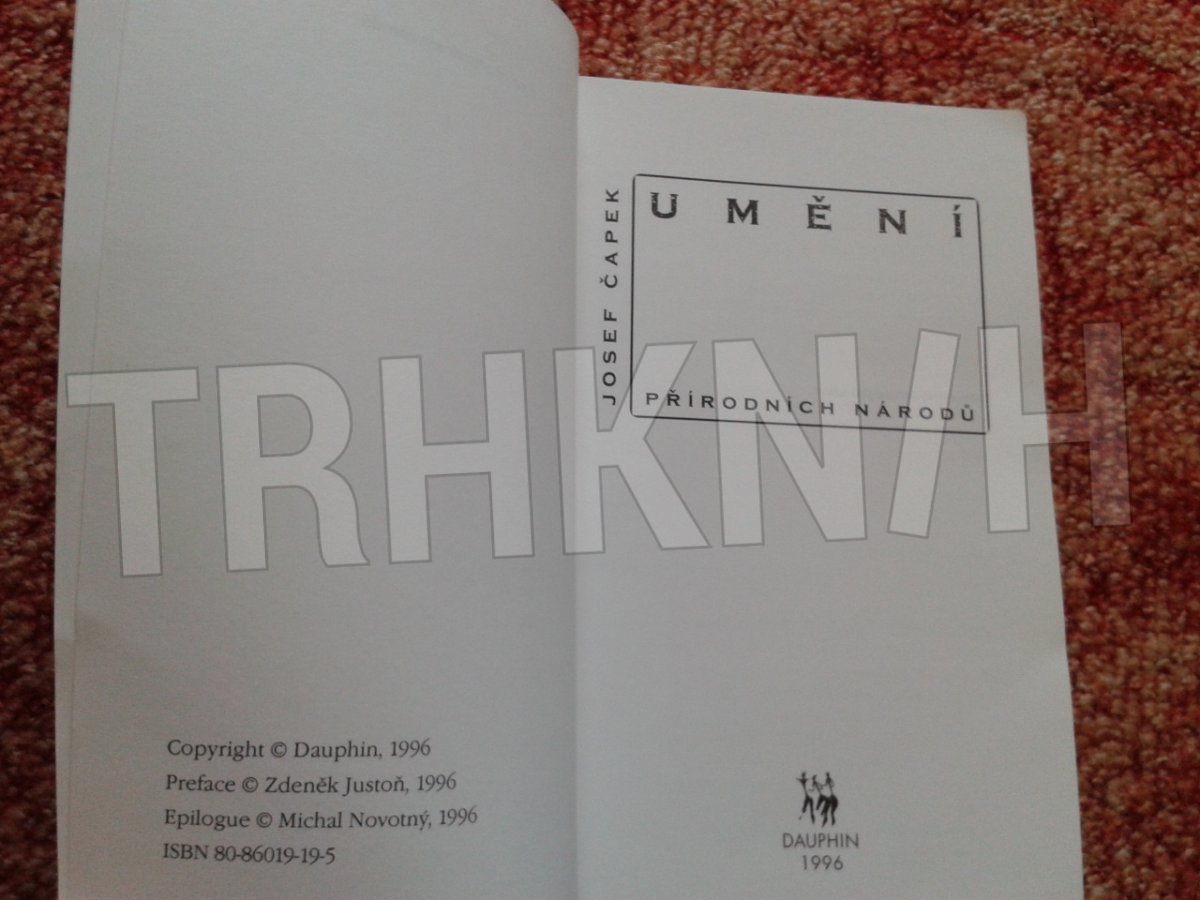 Copyright © Dauphin, 1996
Preface © Zdeněk Justoň, 1996
Epilogue © Michal Novotný, 1996
ISBN 80-86019-19-5
JOSEF ČAPEK
UMĚNÍ
PŘÍRODNÍCH NÁRODŮ
DAUPHIN
1996
TRHKNIH